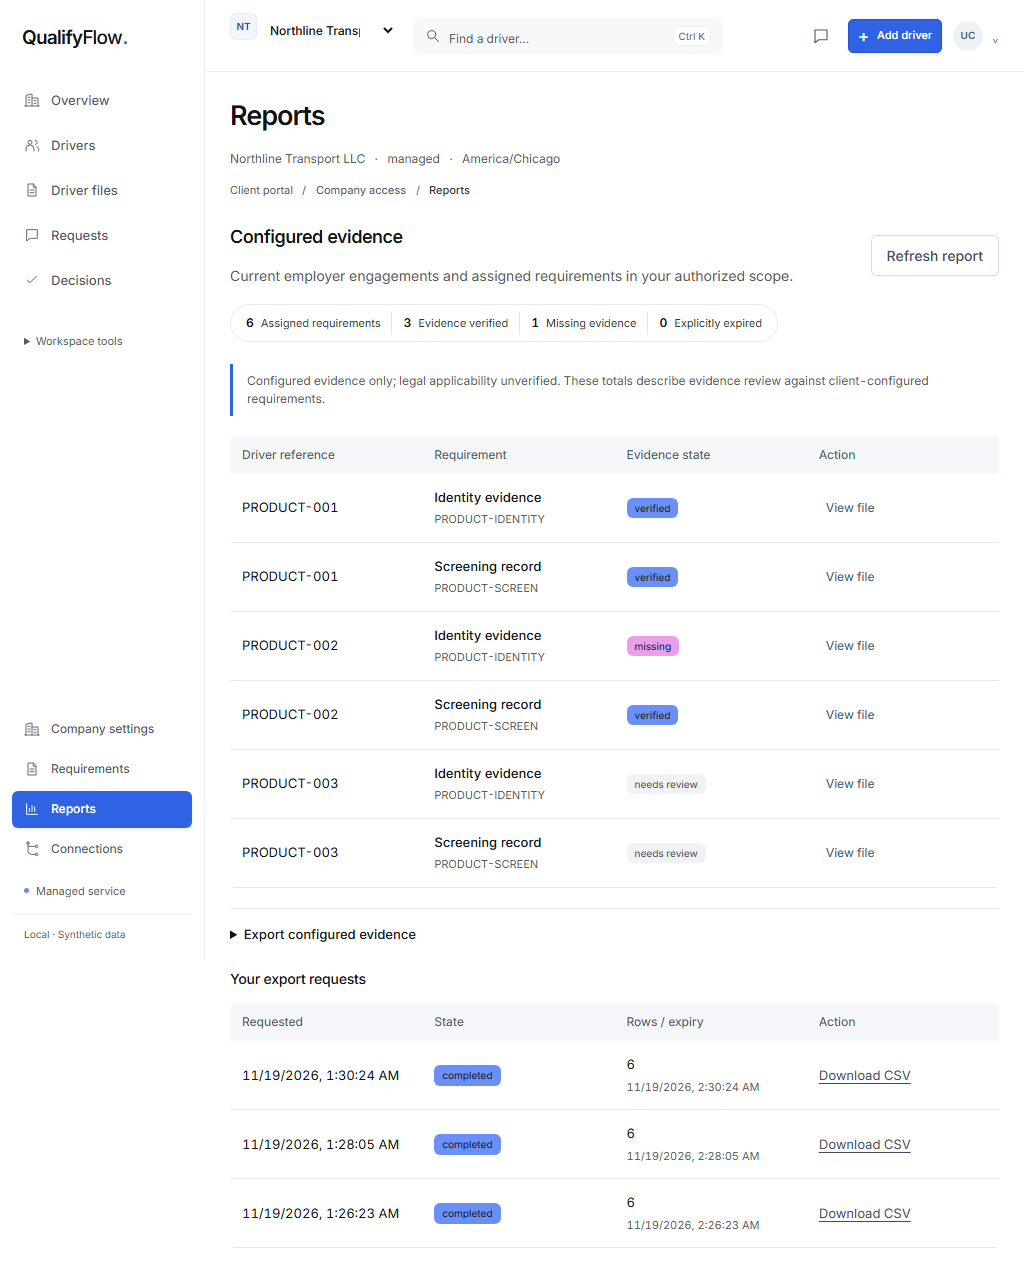 QualifyFlow.
NT
Northline Transp
Find a driver...
Ctrl K
+ Add driver
UC
Overview
Drivers
Driver files
Requests
Decisions
Workspace tools
Company settings
Requirements
Reports
Connections
Managed service
Local · Synthetic data
Reports
Northline Transport LLC · managed · America/Chicago
Client portal / Company access / Reports
Configured evidence
Current employer engagements and assigned requirements in your authorized scope.
Refresh report
6 Assigned requirements 3 Evidence verified 1 Missing evidence 0 Explicitly expired
Configured evidence only; legal applicability unverified. These totals describe evidence review against client-configured
requirements.
Driver reference Requirement Evidence state Action
PRODUCT-001 Identity evidence verified View file
PRODUCT-IDENTITY
PRODUCT-001 Screening record verified View file
PRODUCT-SCREEN
PRODUCT-002 Identity evidence missing View file
PRODUCT-IDENTITY
PRODUCT-002 Screening record verified View file
PRODUCT-SCREEN
PRODUCT-003 Identity evidence needs review View file
PRODUCT-IDENTITY
PRODUCT-003 Screening record needs review View file
PRODUCT-SCREEN
Export configured evidence
Your export requests
Requested State Rows / expiry Action
11/19/2026, 1:30:24 AM completed 6 Download CSV
11/19/2026, 2:30:24 AM
11/19/2026, 1:28:05 AM completed 6 Download CSV
11/19/2026, 2:28:05 AM
11/19/2026, 1:26:23 AM completed 6 Download CSV
11/19/2026, 2:26:23 AM